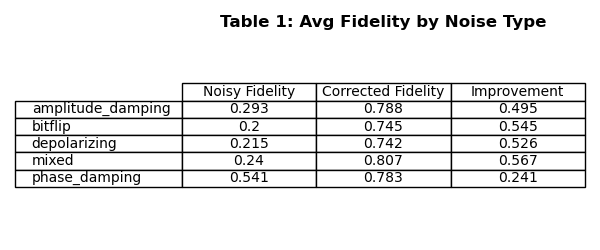 Table 1: Avg Fidelity by Noise Type
Noisy Fidelity Corrected Fidelity Improvement
amplitude_damping 0.293 0.788 0.495
bitflip 0.2 0.745 0.545
depolarizing 0.215 0.742 0.526
mixed 0.24 0.807 0.567
phase_damping 0.541 0.783 0.241